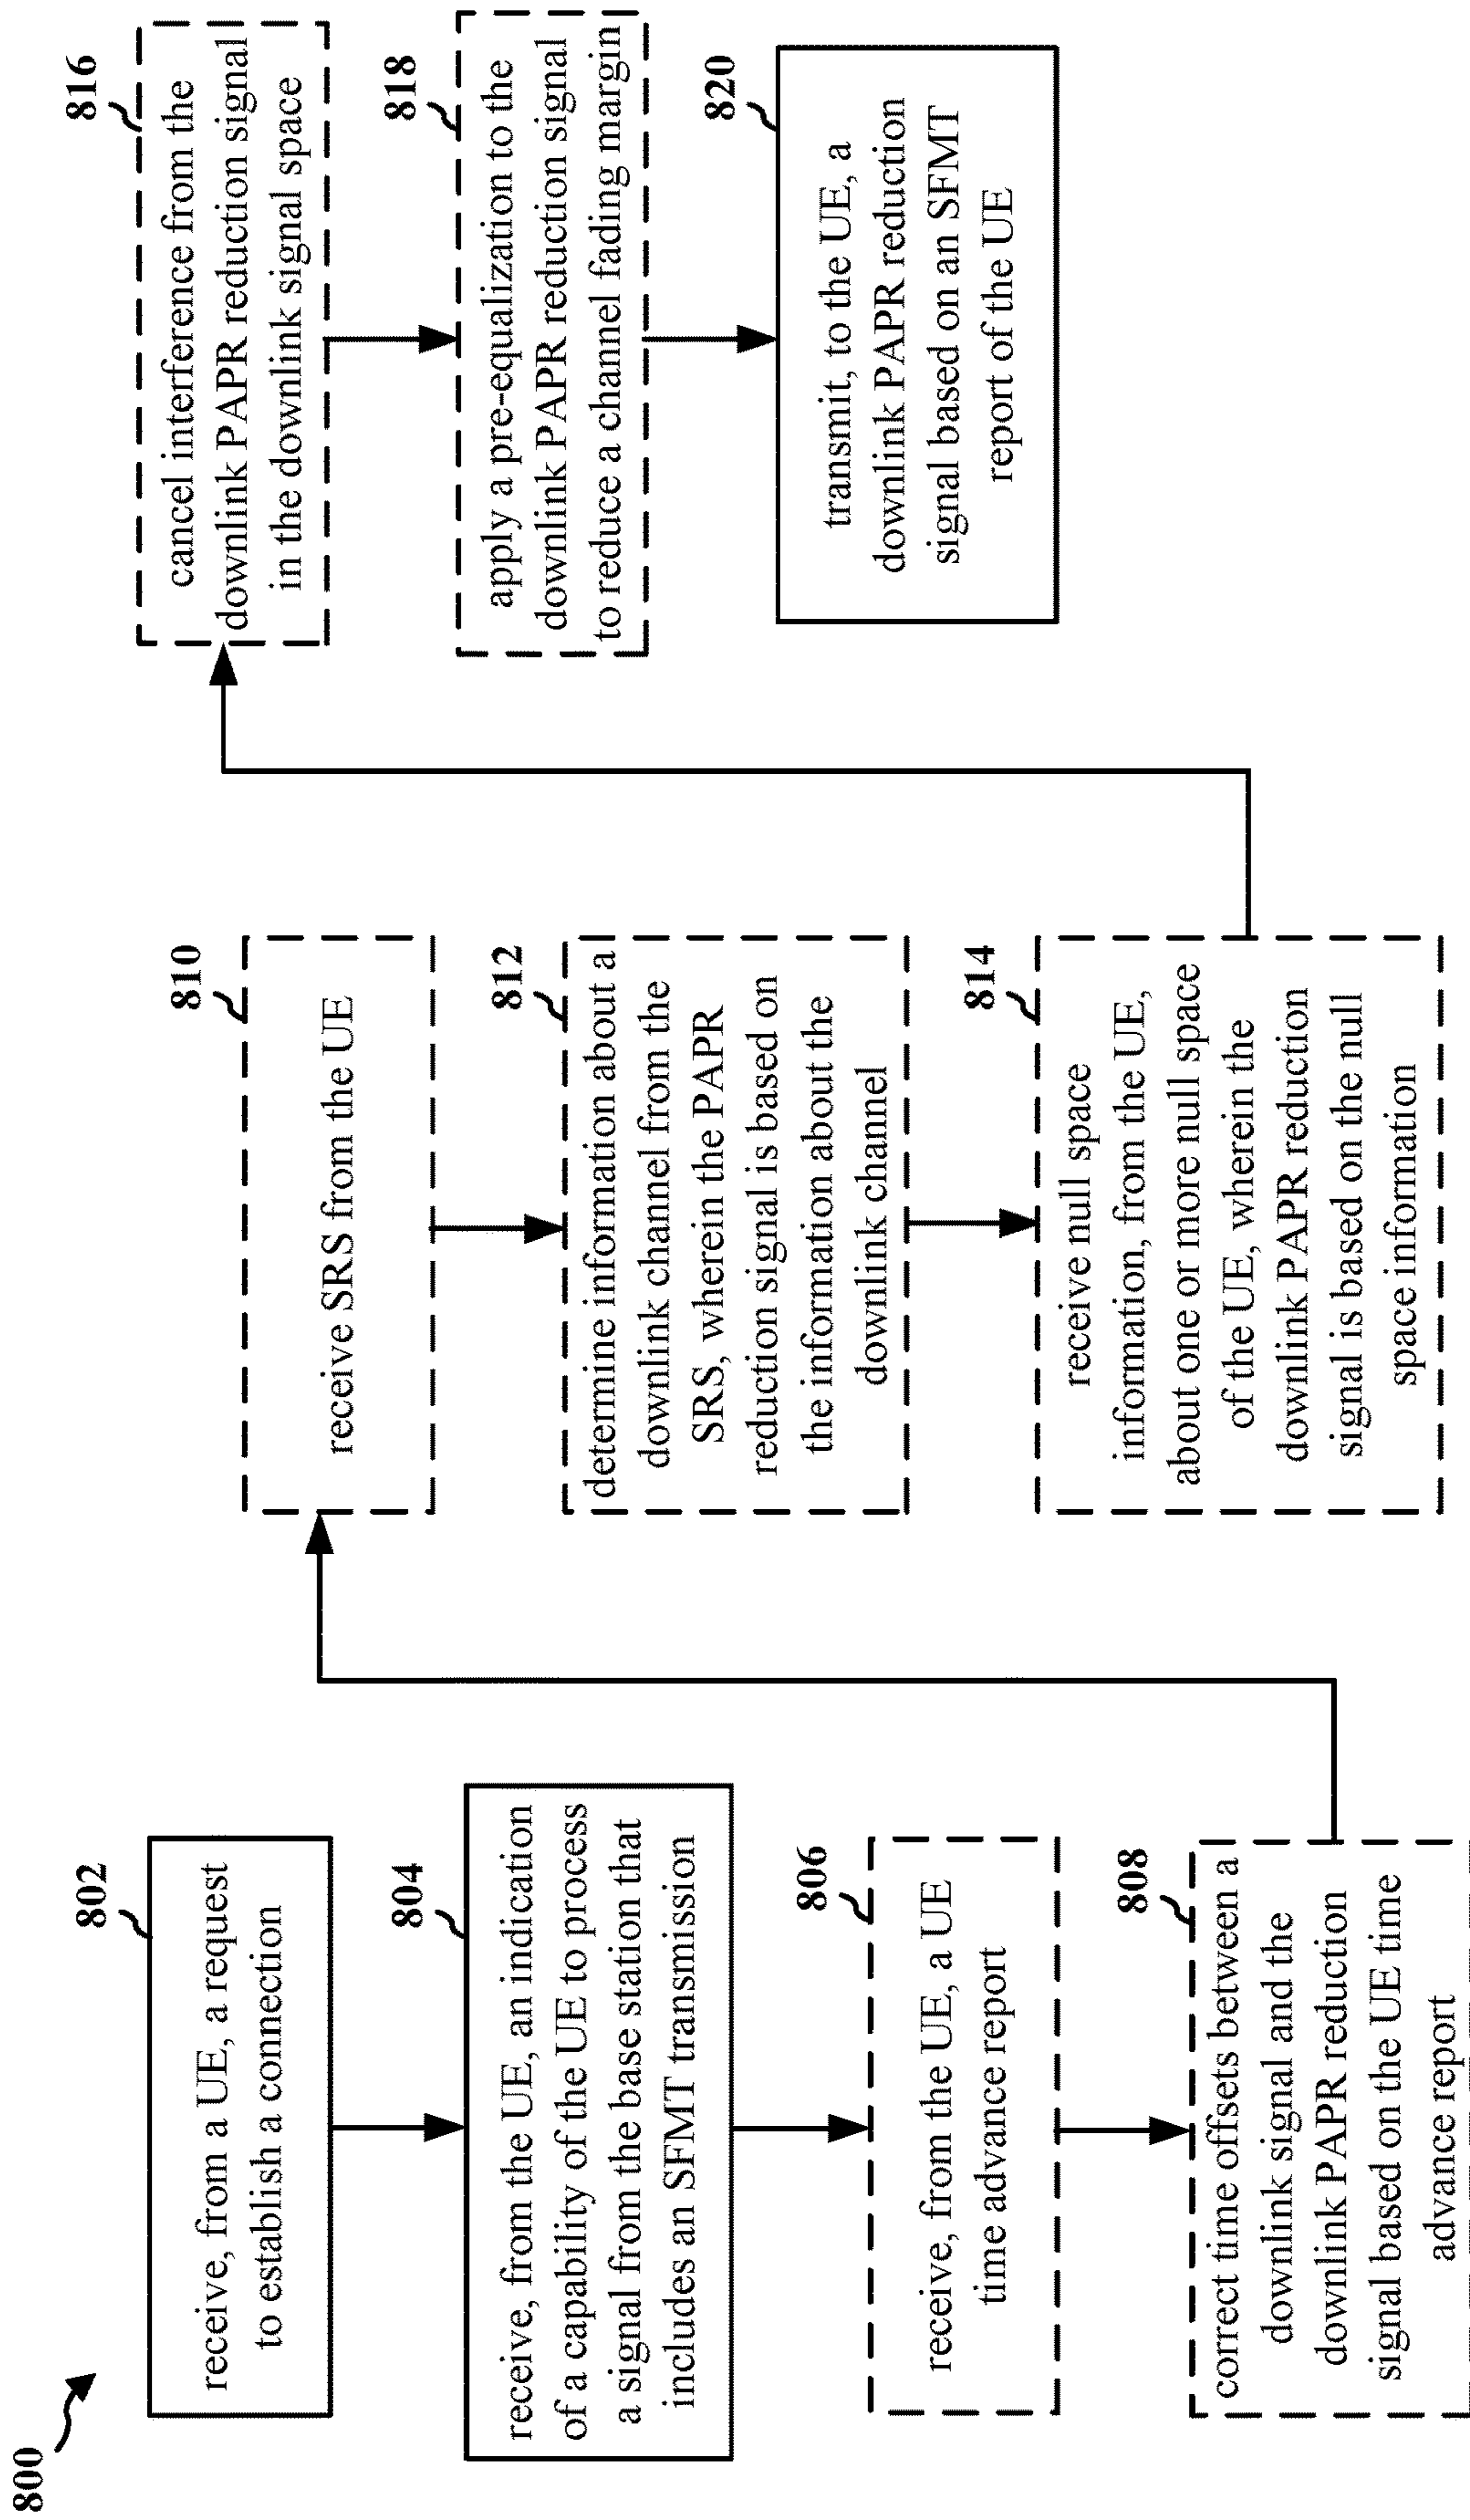 800
802
receive, from a UE, a request
to establish a connection
804
receive, from the UE, an indication
of a capability of the UE to process
a signal from the base station that
includes an SFMT transmission
806
receive, from the UE, a UE
time advance report
808
correct time offsets between a
downlink signal and the
downlink PAPR reduction
signal based on the UE time
advance report
810
receive SRS from the UE
812
determine information about a
downlink channel from the
SRS, wherein the PAPR
reduction signal is based on
the information about the
downlink channel
814
receive null space
information, from the UE,
about one or more null space
of the UE, wherein the
downlink PAPR reduction
signal is based on the null
space information
816
cancel interference from the
downlink PAPR reduction signal
in the downlink signal space
818
apply a pre-equalization to the
downlink PAPR reduction signal
to reduce a channel fading margin
820
transmit, to the UE, a
downlink PAPR reduction
signal based on an SFMT
report of the UE